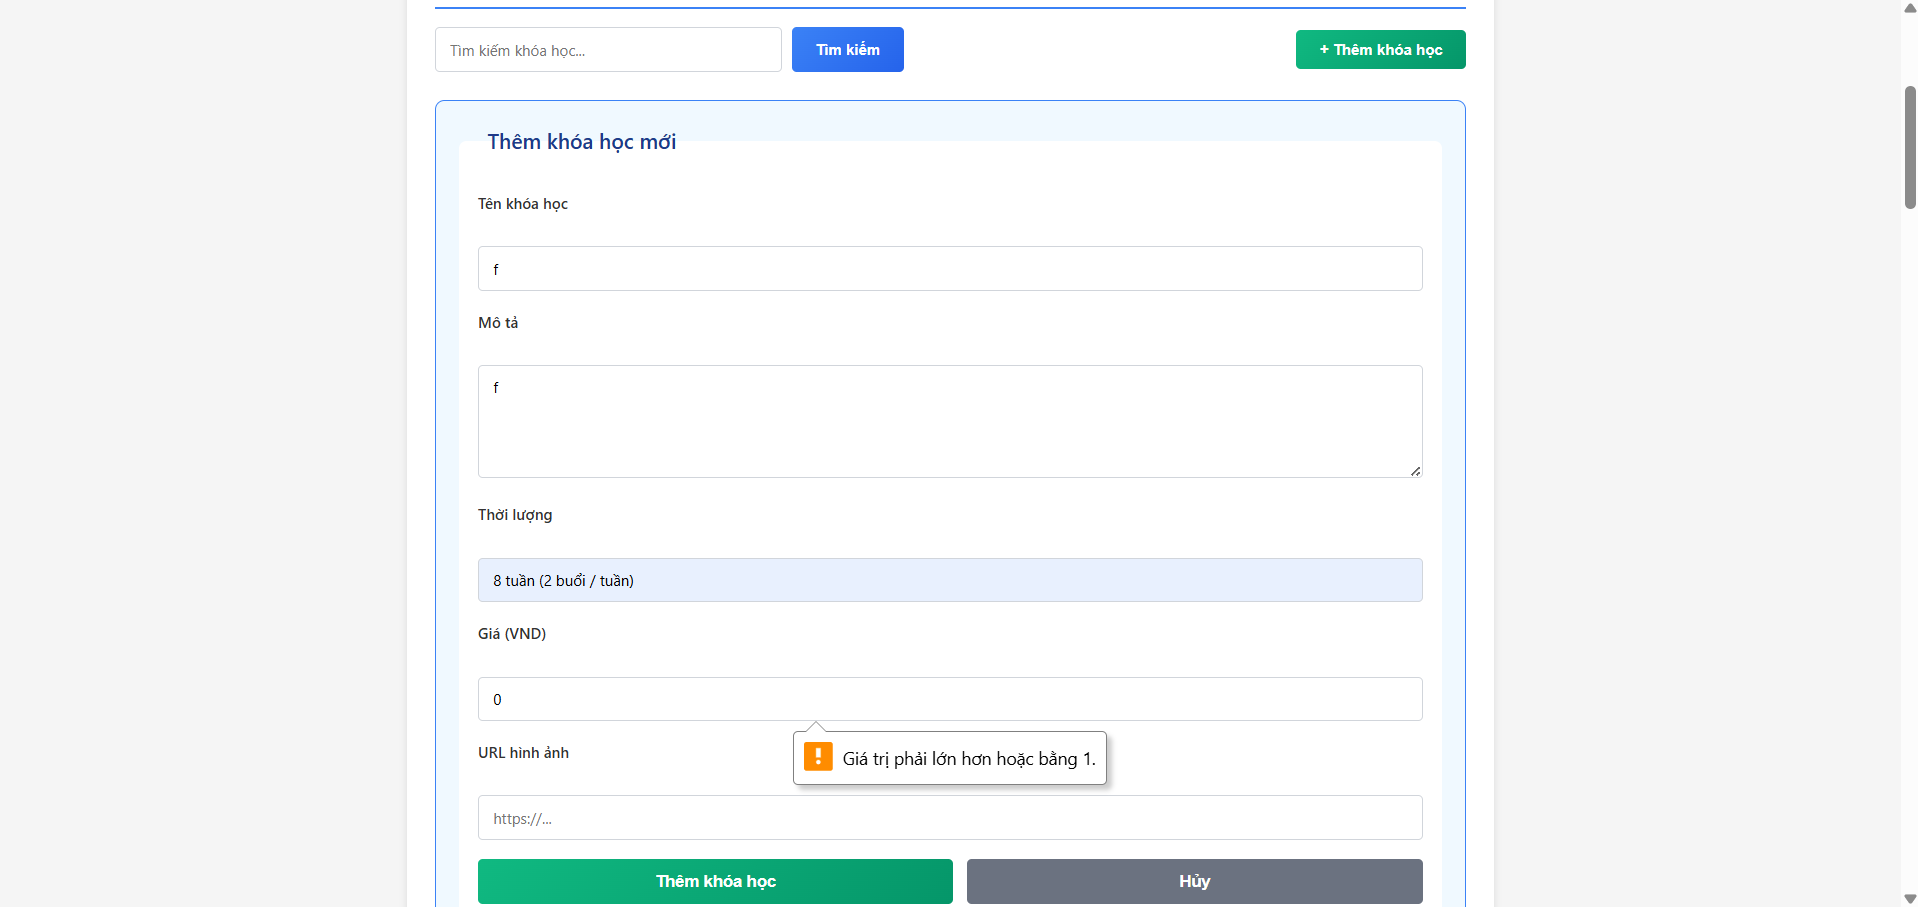 Tìm kiếm khóa học...
Tìm kiếm
+ Thêm khóa học
Thêm khóa học mới
Tên khóa học
f
Mô tả
f
Thời lượng
8 tuần (2 buổi / tuần)
Giá (VND)
0
Giá trị phải lớn hơn hoặc bằng 1.
URL hình ảnh
https://...
Thêm khóa học
Hủy